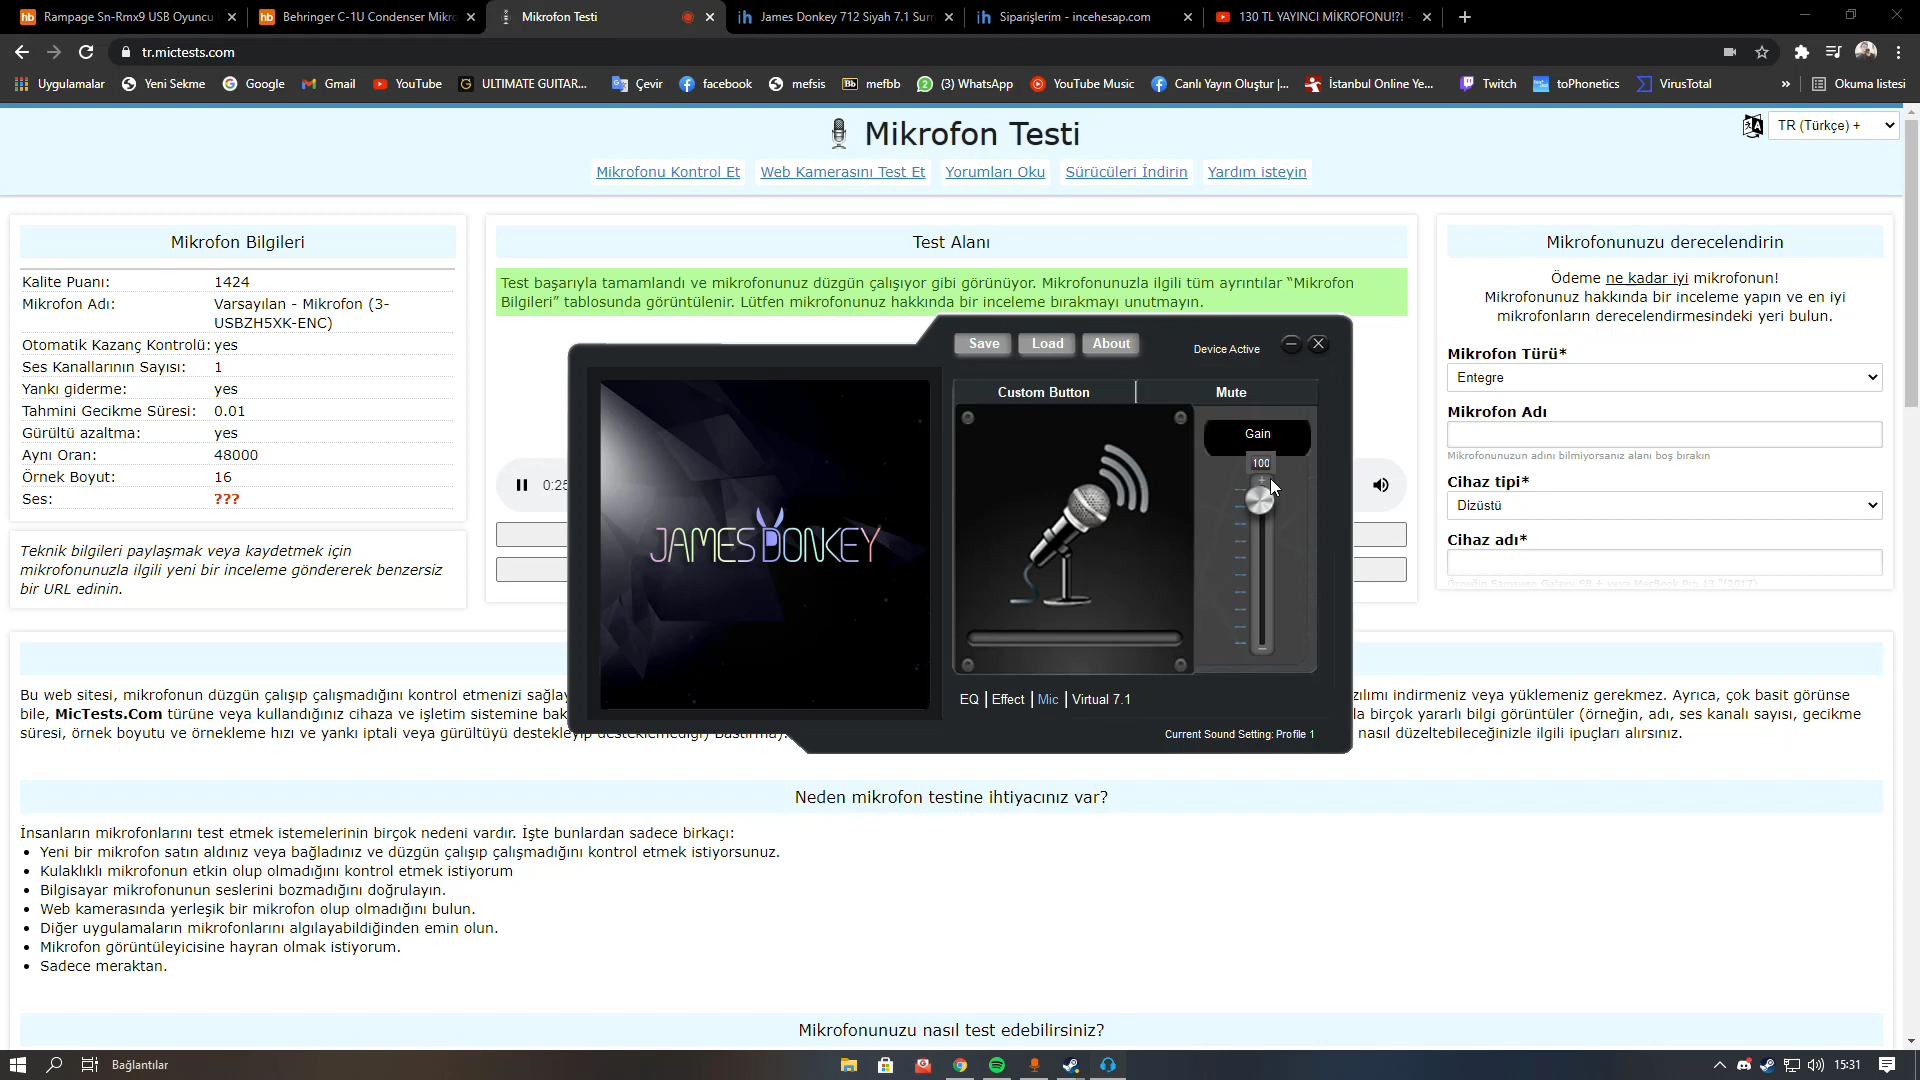 Rampage Sn-Rmx9 USB Oyuncu
Behringer C-1U Condenser Mikro
Mikrofon Testi
James Donkey 712 Siyah 7.1 Surr
Siparişlerim - incehesap.com
130 TL YAYINCI MİKROFONU!?! -
tr.mictests.com
Uygulamalar
Yeni Sekme
Google
Gmail
YouTube
ULTIMATE GUITAR...
Çevir
facebook
mefsis
mefbb
(3) WhatsApp
YouTube Music
Canlı Yayın Oluştur |...
İstanbul Online Ye...
Twitch
toPhonetics
VirusTotal
»
Okuma listesi
Mikrofon Testi
TR (Türkçe) +
Mikrofonu Kontrol Et
Web Kamerasını Test Et
Yorumları Oku
Sürücüleri İndirin
Yardım isteyin
Mikrofon Bilgileri
Kalite Puanı: 1424
Mikrofon Adı: Varsayılan - Mikrofon (3-
USBZH5XK-ENC)
Otomatik Kazanç Kontrolü: yes
Ses Kanallarının Sayısı: 1
Yankı giderme: yes
Tahmini Gecikme Süresi: 0.01
Gürültü azaltma: yes
Aynı Oran: 48000
Örnek Boyut: 16
Ses: ???
Teknik bilgileri paylaşmak veya kaydetmek için
mikrofonunuzla ilgili yeni bir inceleme göndererek benzersiz
bir URL edinin.
Test Alanı
Test başarıyla tamamlandı ve mikrofonunuz düzgün çalışıyor gibi görünüyor. Mikrofonunuzla ilgili tüm ayrıntılar "Mikrofon
Bilgileri" tablosunda görüntülenir. Lütfen mikrofonunuz hakkında bir inceleme bırakmayı unutmayın.
0:25
Save
Load
About
Device Active
Custom Button
Mute
Gain
100
JAMES DONKEY
EQ
Effect
Mic
Virtual 7.1
Current Sound Setting: Profile 1
Mikrofonunuzu derecelendirin
Ödeme ne kadar iyi mikrofonun!
Mikrofonunuz hakkında bir inceleme yapın ve en iyi
mikrofonların derecelendirmesindeki yeri bulun.
Mikrofon Türü*
Entegre
Mikrofon Adı
Mikrofonunuzun adını bilmiyorsanız alanı boş bırakın
Cihaz tipi*
Dizüstü
Cihaz adı*
Bu web sitesi, mikrofonun düzgün çalışıp çalışmadığını kontrol etmenizi sağlay
zılımı indirmeniz veya yüklemeniz gerekmez. Ayrıca, çok basit görünse
bile, MicTests.Com türüne veya kullandığınız cihaza ve işletim sistemine bak
la birçok yararlı bilgi görüntüler (örneğin, adı, ses kanalı sayısı, gecikme
süresi, örnek boyutu ve örnekleme hızı ve yankı iptali veya gürültüyü destekleyip
nasıl düzeltebileceğinizle ilgili ipuçları alırsınız.
Neden mikrofon testine ihtiyacınız var?
İnsanların mikrofonlarını test etmek istemelerinin birçok nedeni vardır. İşte bunlardan sadece birkaçı:
Yeni bir mikrofon satın aldınız veya bağladınız ve düzgün çalışıp çalışmadığını kontrol etmek istiyorsunuz.
Kulaklıklı mikrofonun etkin olup olmadığını kontrol etmek istiyorum
Bilgisayar mikrofonunun seslerini bozmadığını doğrulayın.
Web kamerasında yerleşik bir mikrofon olup olmadığını bulun.
Diğer uygulamaların mikrofonlarını algılayabildiğinden emin olun.
Mikrofon görüntüleyicisine hayran olmak istiyorum.
Sadece meraktan.
Mikrofonunuzu nasıl test edebilirsiniz?
Bağlantılar
15:31